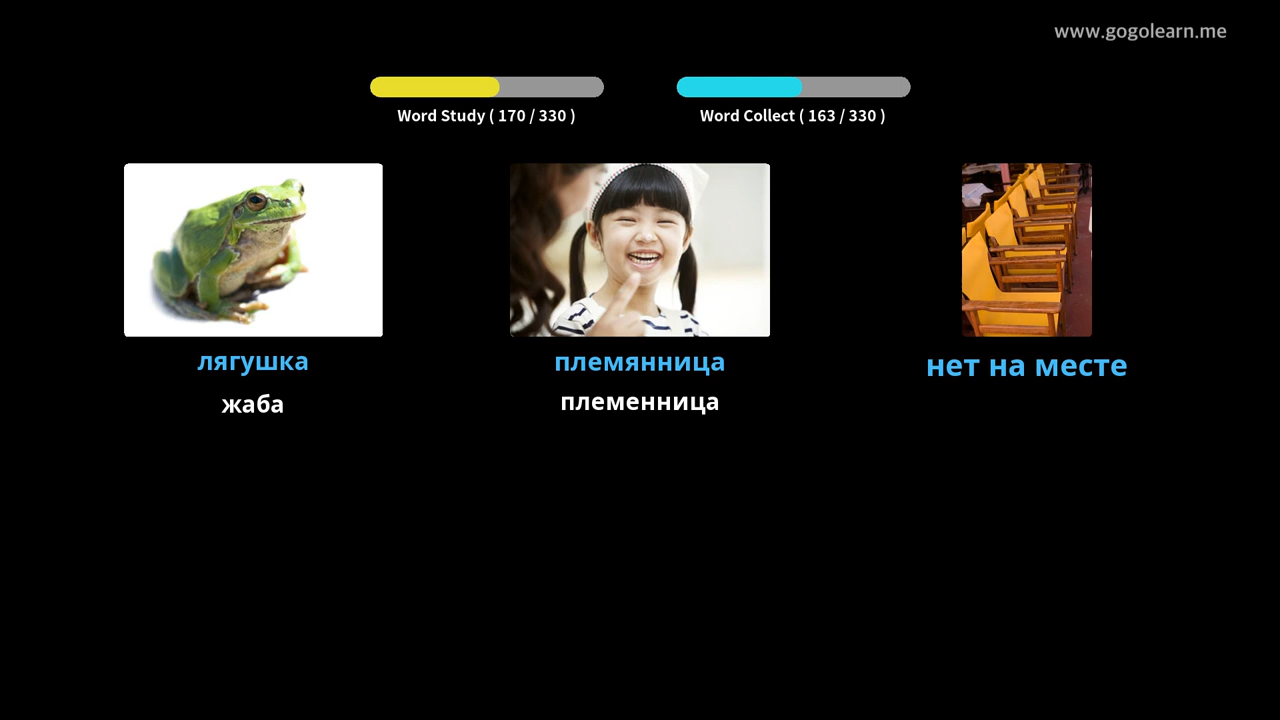 www.gogolearn.me
Word Study ( 170 / 330 )
Word Collect ( 163 / 330 )
лягушка
жаба
племянница
племенница
нет на месте